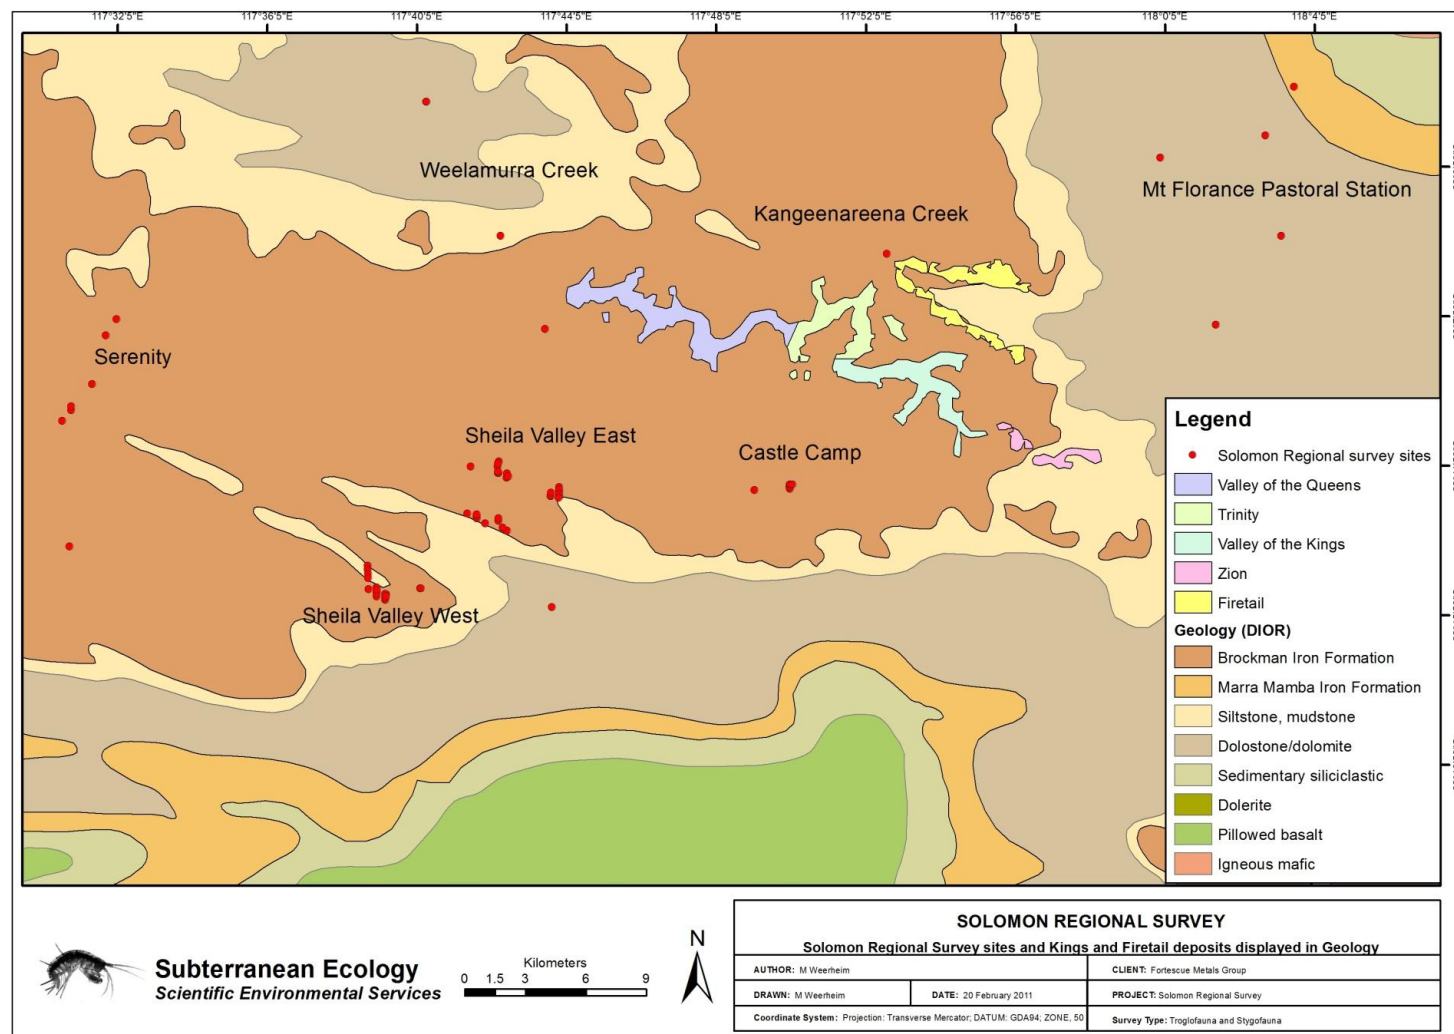 117°32'5"E 117°36'5"E 117°40'5"E 117°44'5"E 117°48'5"E 117°52'5"E 117°56'5"E 118°0'5"E 118°4'5"E
Weelamurra Creek
Mt Florance Pastoral Station
Kangeenareena Creek
Serenity
Sheila Valley East
Castle Camp
Sheila Valley West
Legend
Solomon Regional survey sites
Valley of the Queens
Trinity
Valley of the Kings
Zion
Firetail
Geology (DIOR)
Brockman Iron Formation
Marra Mamba Iron Formation
Siltstone, mudstone
Dolostone/dolomite
Sedimentary siliciclastic
Dolerite
Pillowed basalt
Igneous mafic
Subterranean Ecology
Scientific Environmental Services
Kilometers
0 1.5 3 6 9
N
SOLOMON REGIONAL SURVEY
Solomon Regional Survey sites and Kings and Firetail deposits displayed in Geology
AUTHOR: M Weerheim
CLIENT: Fortescue Metals Group
DRAWN: M Weerheim
DATE: 20 February 2011
PROJECT: Solomon Regional Survey
Coordinate System: Projection: Transverse Mercator; DATUM: GDA94; ZONE, 50
Survey Type: Troglofauna and Stygofauna